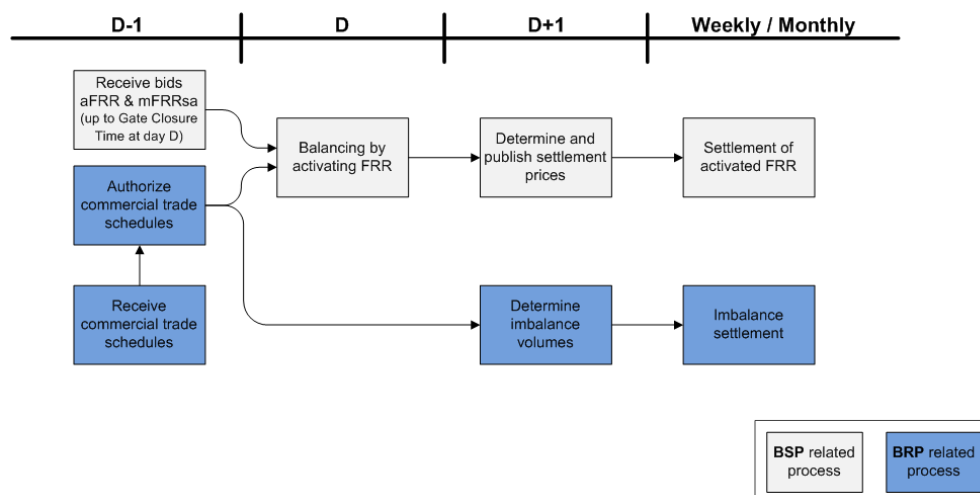 D-1
D
D+1
Weekly / Monthly
Receive bids
aFRR & mFRRsa
(up to Gate Closure
Time at day D)
Balancing by
activating FRR
Determine and
publish settlement
prices
Settlement of
activated FRR
Authorize
commercial trade
schedules
Receive
commercial trade
schedules
Determine
imbalance
volumes
Imbalance
settlement
BSP related
process
BRP related
process